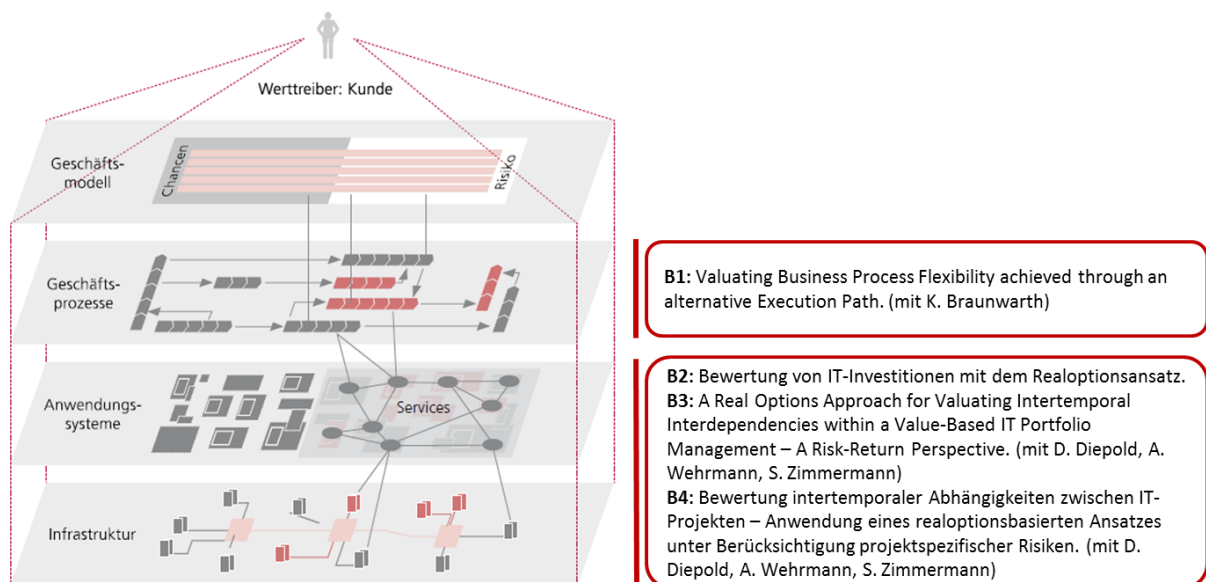 Werttreiber: Kunde
Geschäfts-
modell
Chancen
Risiko
Geschäfts-
prozesse
Anwendungs-
systeme
Services
Infrastruktur
B1: Valuating Business Process Flexibility achieved through an
alternative Execution Path. (mit K. Braunwarth)
B2: Bewertung von IT-Investitionen mit dem Realoptionsansatz.
B3: A Real Options Approach for Valuating Intertemporal
Interdependencies within a Value-Based IT Portfolio
Management – A Risk-Return Perspective. (mit D. Diepold, A.
Wehrmann, S. Zimmermann)
B4: Bewertung intertemporaler Abhängigkeiten zwischen IT-
Projekten – Anwendung eines realoptionsbasierten Ansatzes
unter Berücksichtigung projektspezifischer Risiken. (mit D.
Diepold, A. Wehrmann, S. Zimmermann)